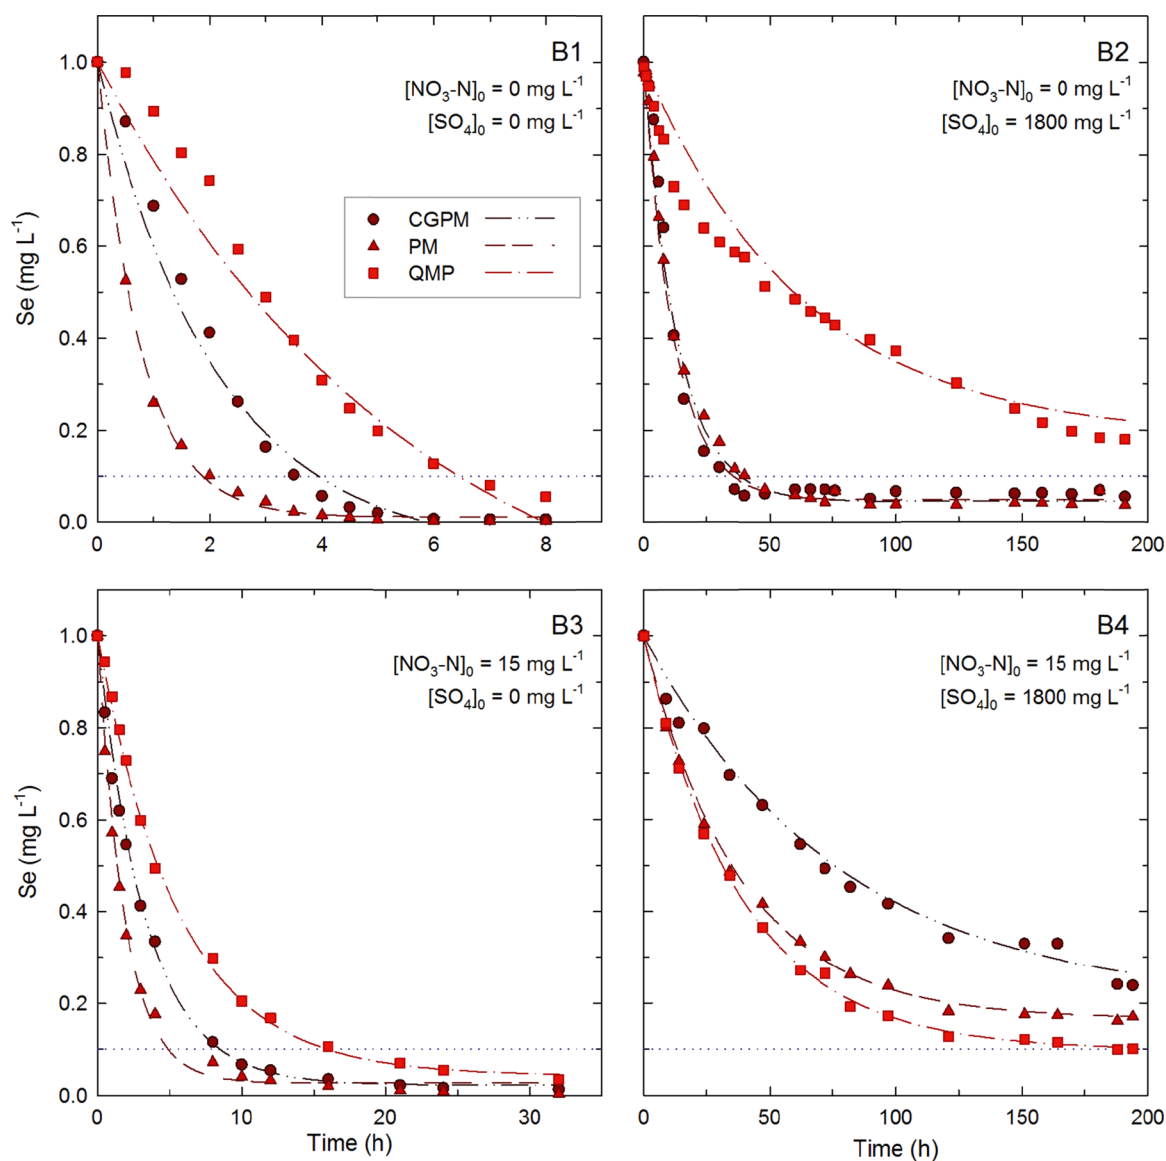 B1
[NO₃-N]₀ = 0 mg L⁻¹
[SO₄]₀ = 0 mg L⁻¹
CGPM
PM
QMP
Se (mg L⁻¹)
1.0
0.8
0.6
0.4
0.2
0.0
0 2 4 6 8
B2
[NO₃-N]₀ = 0 mg L⁻¹
[SO₄]₀ = 1800 mg L⁻¹
0 50 100 150 200
B3
[NO₃-N]₀ = 15 mg L⁻¹
[SO₄]₀ = 0 mg L⁻¹
Se (mg L⁻¹)
1.0
0.8
0.6
0.4
0.2
0.0
0 10 20 30
Time (h)
B4
[NO₃-N]₀ = 15 mg L⁻¹
[SO₄]₀ = 1800 mg L⁻¹
0 50 100 150 200
Time (h)